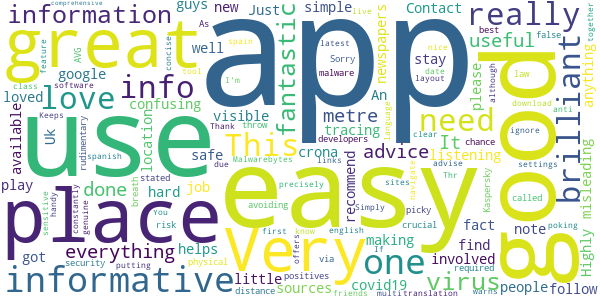 comprehensive
information
guys
new
simple
Contact
live
nice
best
false
together
great
app
really
good
brilliant
As
Just
latest
spain
Sorry
malware
newspapers
date
layout
AVG
concise
feature
google
well
I'm
tool
fantastic
An
stay
useful
please
although
law
anything
class
software
info
love
loved
confusing
visible
metre
tracing
need
download
anti
available
Uk
Keeps
rudimentary
use
location
Thank
throw
developers
language
clear
chance
ignore
misleading
spanish
safe
This
crona
advice
It
listening
settings
handy
stated
breath
due
Malwarebytes
links
advise
Thr
called
play
place
done
hard
job
easy
recommend
precisely
sites
navigate
Kaspersky
poking
sensitive
constantly
genuine
You
risk
avoiding
Simply
picky
crucial
fact
note
Highly
got
everything
Very
first
know
english
via
If
one
making
find
involved
people
follow
security
putting
helps
physical
offers
positives
covid19
virus
warns
required
informative
little
distance
sources
friends
multitranslation